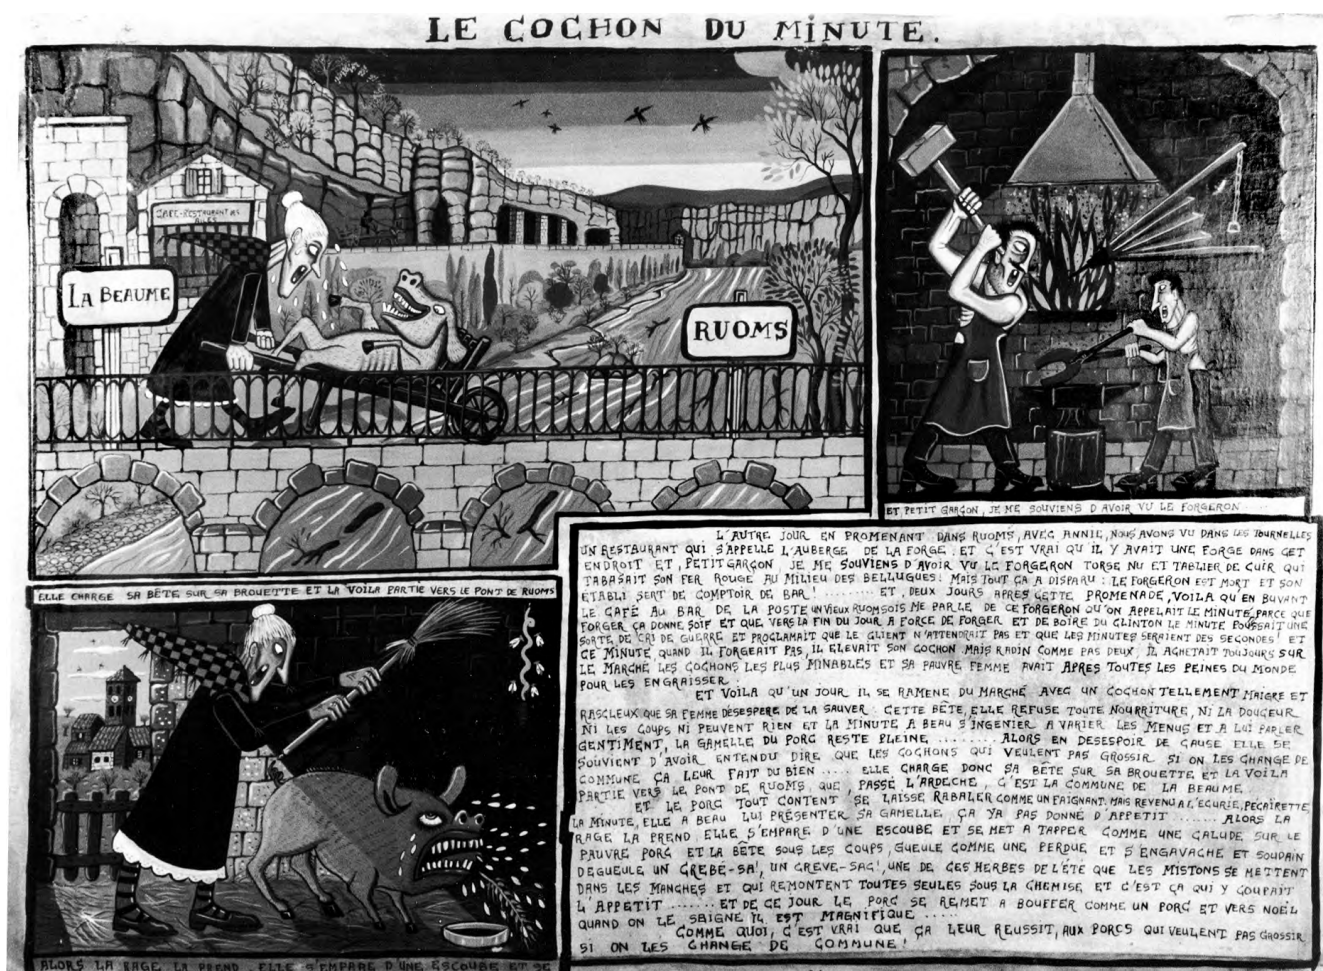 LE COCHON DU MINUTE.
CAFE-RESTAURANT
AILES
LA BEAUME
RUOMS
ET, PETIT GARÇON, JE ME SOUVIENS D'AVOIR VU LE FORGERON
ELLE CHARGE SA BÊTE SUR SA BROUETTE ET LA VOILA PARTIE VERS LE PONT DE RUOMS
L'AUTRE JOUR EN PROMENANT DANS RUOMS, AVEC ANNIE, NOUS AVONS VU DANS LES TOURNELLES
UN RESTAURANT QUI S'APPELLE L'AUBERGE DE LA FORGE. ET C'EST VRAI QU'IL Y AVAIT UNE FORGE DANS CET
ENDROIT ET, PETIT GARÇON JE ME SOUVIENS D'AVOIR VU LE FORGERON TORSE NU ET TABLIER DE CUIR QUI
TABASAIT SON FER ROUGE AU MILIEU DES BELLUGUES! MAIS TOUT ÇA A DISPARU : LE FORGERON EST MORT ET SON
ETABLI SERT DE COMPTOIR DE BAR! ......... ET, DEUX JOURS APRES CETTE PROMENADE, VOILA QU'EN BUVANT
LE CAFÉ AU BAR DE LA POSTE UN VIEUX RUOMSOIS ME PARLE DE CE FORGERON QU'ON APPELAIT LE MINUTE, PARCE QUE
FORGER ÇA DONNE SOIF ET QUE VERS LA FIN DU JOUR A FORCE DE FORGER ET DE BOIRE DU CLINTON LE MINUTE POUSSAIT UNE
SORTE DE CRI DE GUERRE ET PROCLAMAIT QUE LE CLIENT N'ATTENDRAIT PAS ET QUE LES MINUTES SERAIENT DES SECONDES! ET
CE MINUTE, QUAND IL FORGEAIT PAS, IL ELEVAIT SON COCHON MAIS RADIN COMME PAS DEUX, IL ACHETAIT TOUJOURS SUR
LE MARCHÉ LES COCHONS LES PLUS MINABLES ET SA PAUVRE FEMME AVAIT APRES TOUTES LES PEINES DU MONDE
POUR LES ENGRAISSER.
ET VOILA QU'UN JOUR IL SE RAMENE DU MARCHÉ AVEC UN COCHON TELLEMENT MAIGRE ET
RASCLEUX QUE SA FEMME DÉSESPERE DE LA SAUVER. CETTE BÊTE, ELLE REFUSE TOUTE NOURRITURE, NI LA DOUCEUR
NI LES COUPS NI PEUVENT RIEN ET LA MINUTE A BEAU S'INGENIER A VARIER LES MENUS ET A LUI PARLER
GENTIMENT, LA GAMELLE DU PORC RESTE PLEINE ........ ALORS EN DESESPOIR DE CAUSE ELLE SE
SOUVIENT D'AVOIR ENTENDU DIRE QUE LES COCHONS QUI VEULENT PAS GROSSIR SI ON LES CHANGE DE
COMMUNE ÇA LEUR FAIT DU BIEN ..... ELLE CHARGE DONC SA BÊTE SUR SA BROUETTE ET LA VOILA
PARTIE VERS LE PONT DE RUOMS, QUE, PASSÉ L'ARDECHE, C'EST LA COMMUNE DE LA BEAUME.
ET LE PORC TOUT CONTENT SE LAISSE RABALER COMME UN FAIGNANT. MAIS REVENU A L'ECURIE, PECAÏRETTE
LA MINUTE, ELLE A BEAU LUI PRÉSENTER SA GAMELLE, ÇA YA PAS DONNÉ D'APPETIT ...... ALORS LA
RAGE LA PREND, ELLE S'EMPARE D'UNE ESCOUBE ET SE MET A TAPPER COMME UNE CALUDE SUR LE
PAUVRE PORC ET LA BÊTE SOUS LES COUPS, GUEULE COMME UNE PERDUE ET S'ENGAVACHE ET SOUDAIN
DEGUEULE UN GREBE-SA! UN GREVE-SAC! UNE DE CES HERBES DE L'ÉTÉ QUE LES MISTONS SE METTENT
DANS LES MANCHES ET QUI REMONTENT TOUTES SEULES SOUS LA CHEMISE ET C'EST ÇA QUI Y COUPAIT
L'APPETIT ....... ET DE CE JOUR LE PORC SE REMET A BOUFFER COMME UN PORC ET VERS NOËL
QUAND ON LE SAIGNE IL EST MAGNIFIQUE .....
COMME QUOI, C'EST VRAI QUE ÇA LEUR REUSSIT, AUX PORCS QUI VEULENT PAS GROSSIR
SI ON LES CHANGE DE COMMUNE!
ALORS LA RAGE LA PREND, ELLE S'EMPARE D'UNE ESCOUBE ET SE